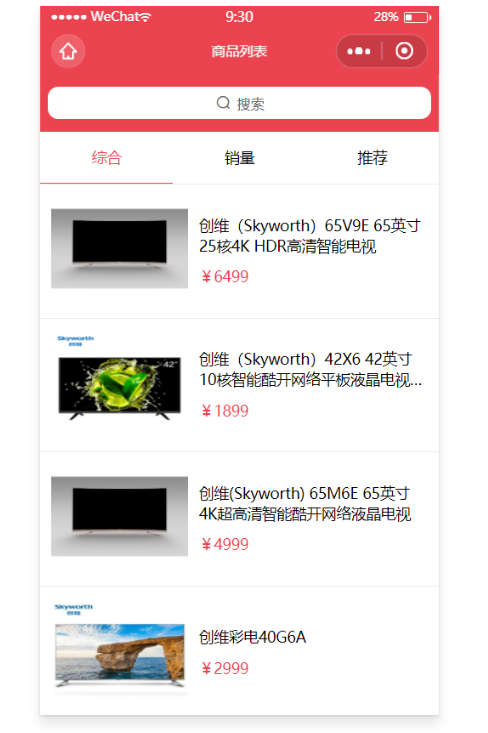 WeChat 9:30 28%
商品列表
搜索
综合 销量 推荐
创维（Skyworth）65V9E 65英寸
25核4K HDR高清智能电视
￥6499
Skyworth
创维
42"
创维（Skyworth）42X6 42英寸
10核智能酷开网络平板液晶电视...
￥1899
创维(Skyworth) 65M6E 65英寸
4K超高清智能酷开网络液晶电视
￥4999
Skyworth
创维
创维彩电40G6A
￥2999